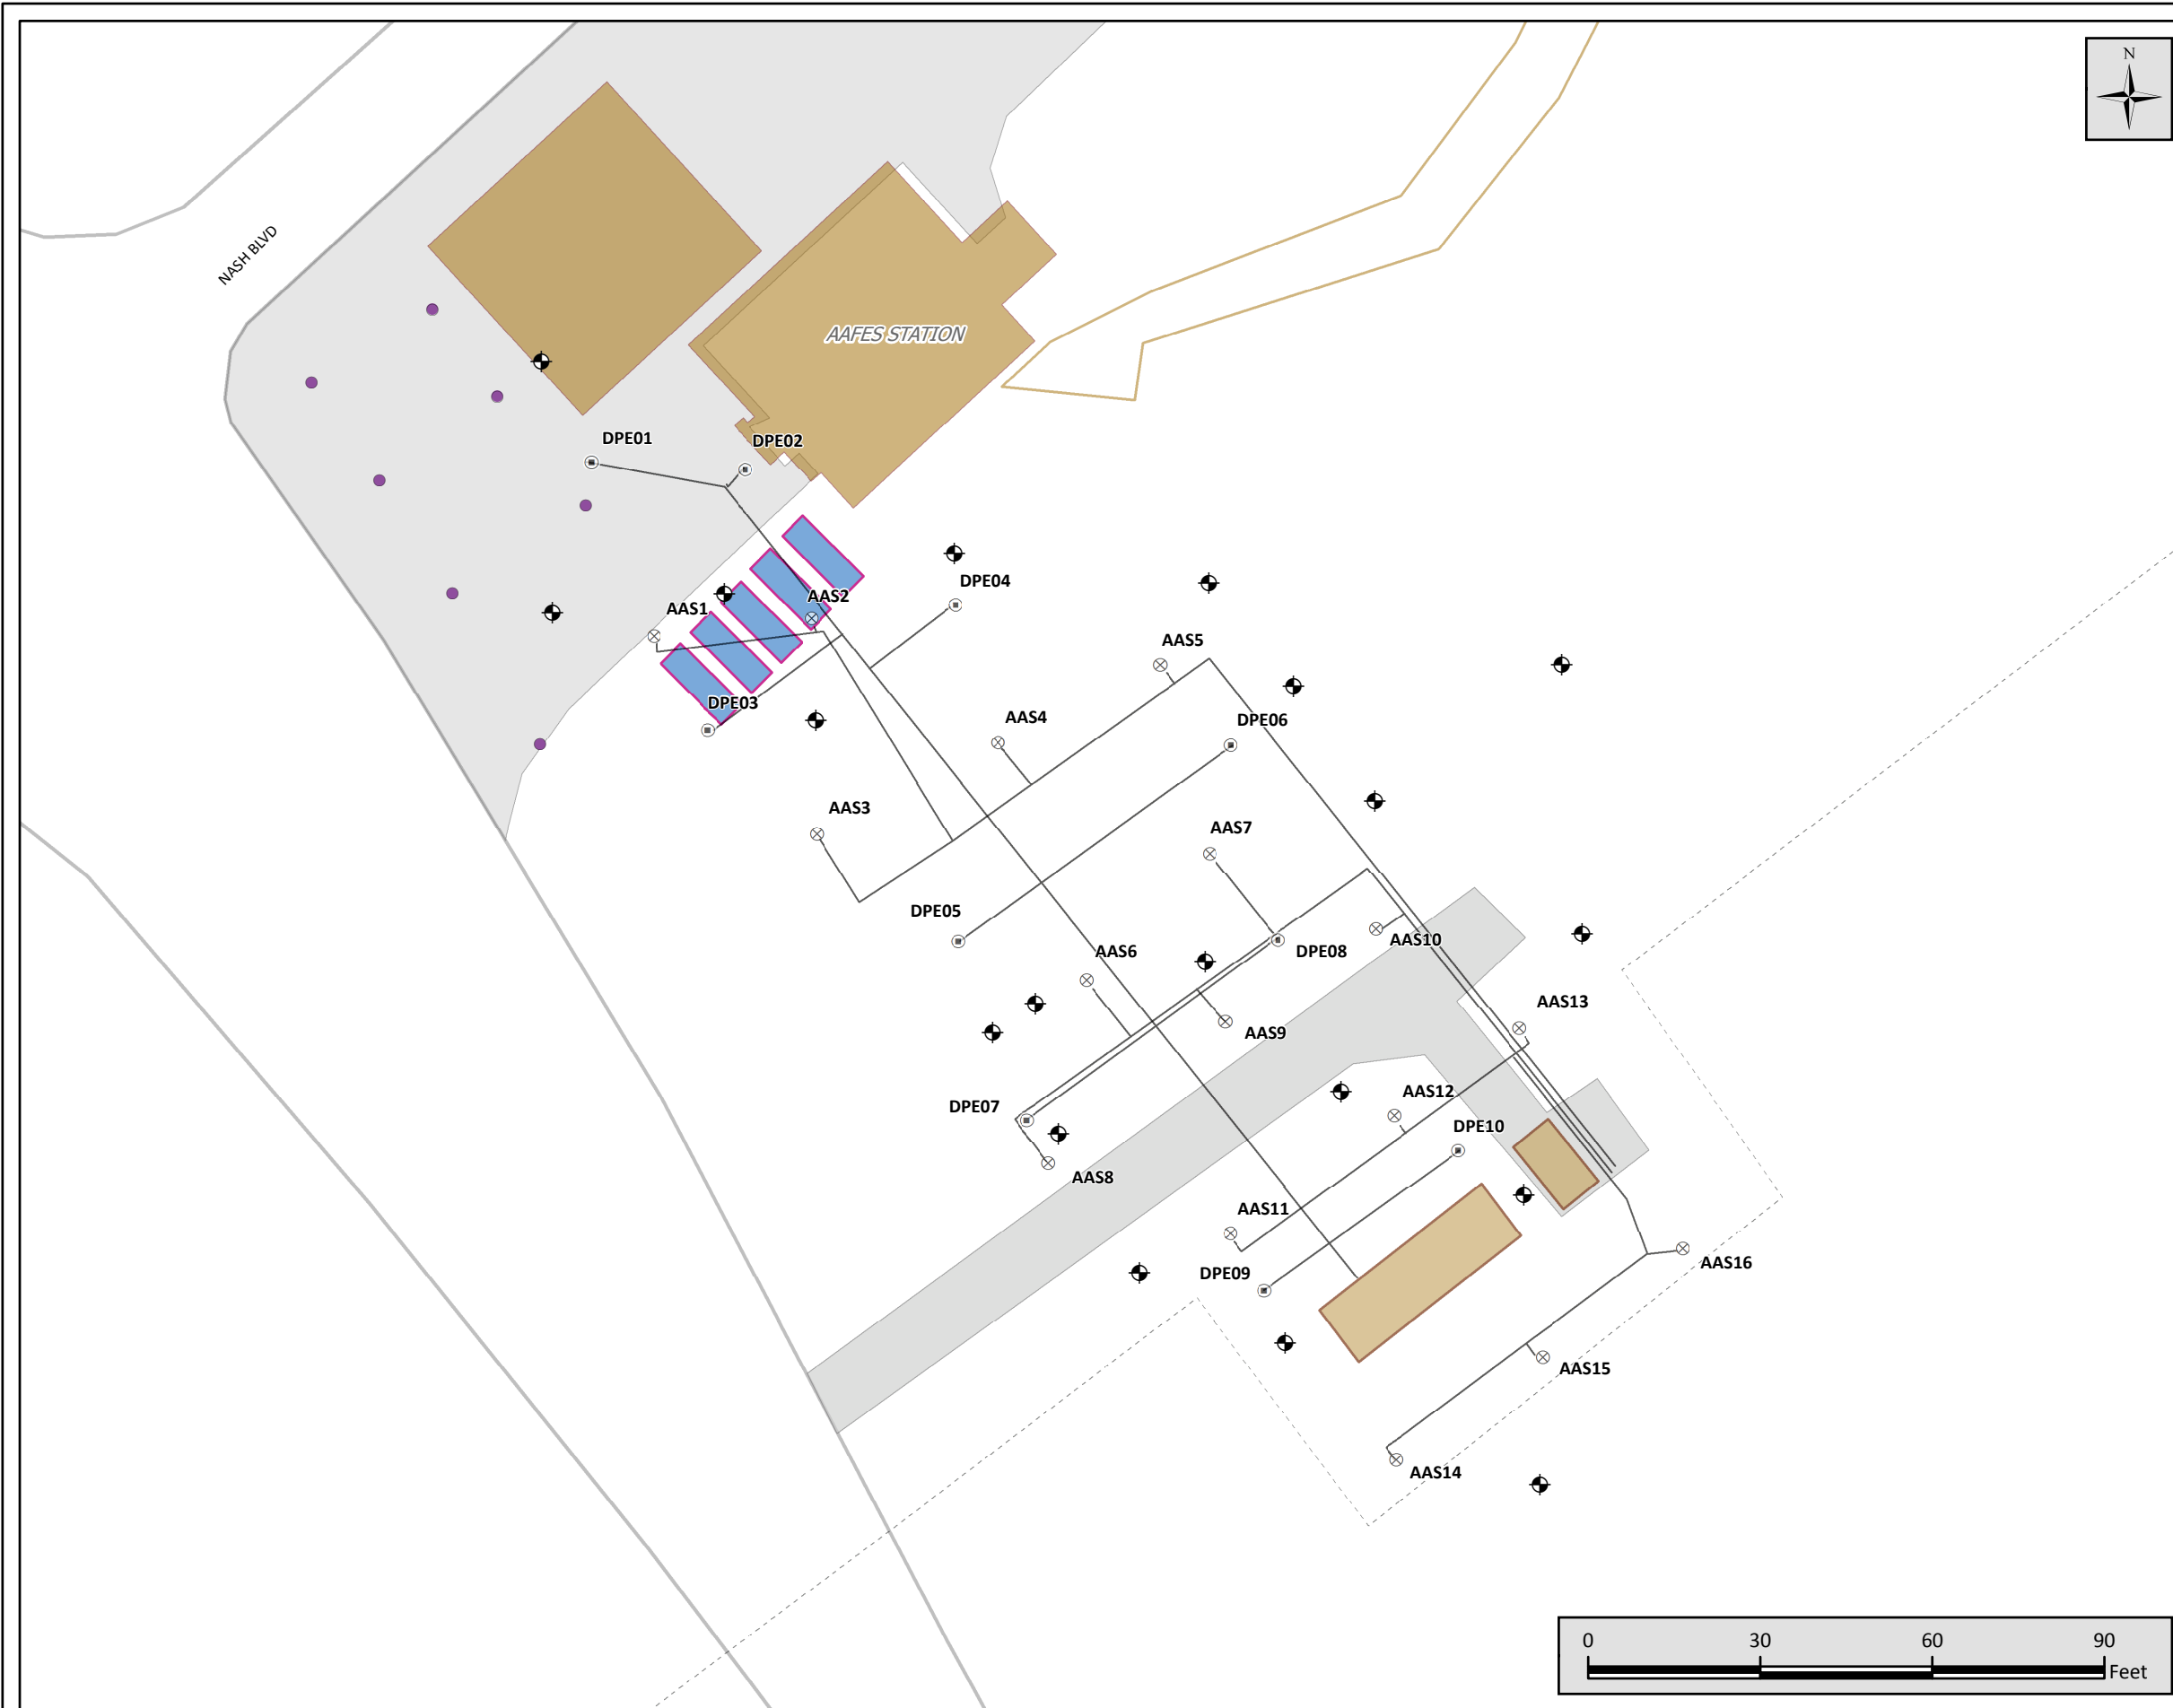 N
NASH BLVD
AAFES STATION
DPE01
DPE02
DPE04
AAS2
AAS1
AAS5
DPE03
AAS4
DPE06
AAS3
AAS7
DPE05
AAS10
AAS6
DPE08
AAS13
AAS9
AAS12
DPE07
DPE10
AAS8
AAS11
AAS16
DPE09
AAS15
AAS14
0 30 60 90
Feet